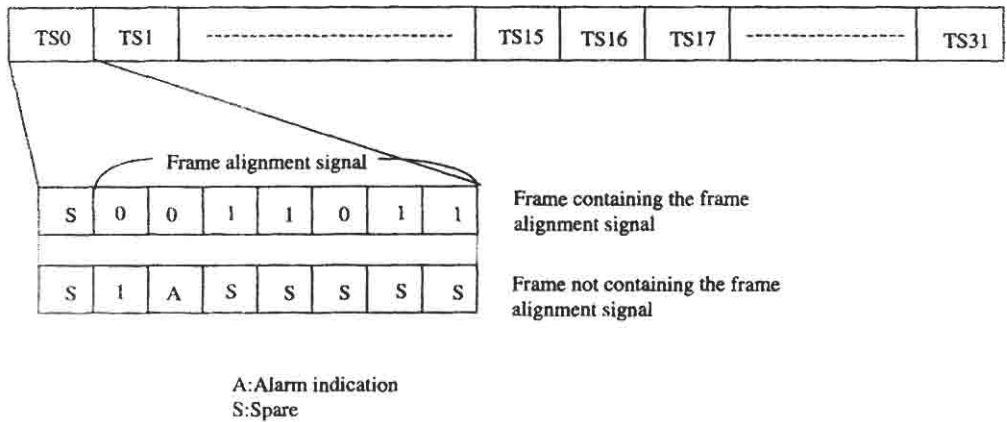 TS0 TS1 TS15 TS16 TS17 TS31
Frame alignment signal
S 0 0 1 1 0 1 1
Frame containing the frame
alignment signal
S 1 A S S S S S
Frame not containing the frame
alignment signal
A:Alarm indication
S:Spare